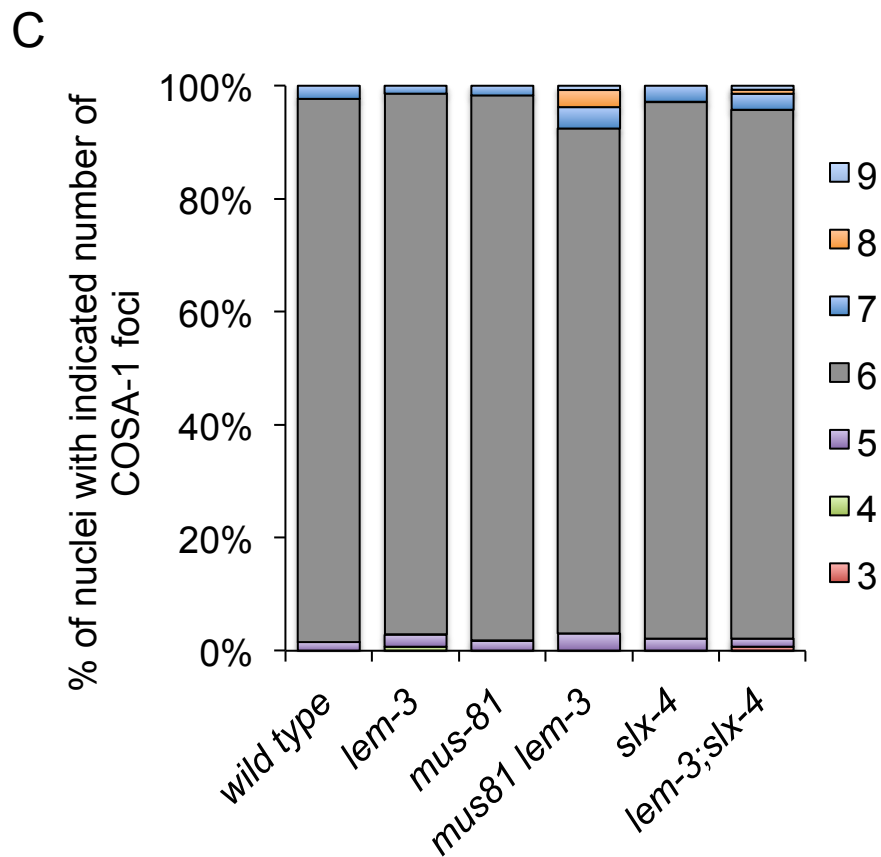 C
% of nuclei with indicated number of
COSA-1 foci
100%
80%
60%
40%
20%
0%
wild type
lem-3
mus-81
mus81 lem-3
slx-4
lem-3;slx-4
9
8
7
6
5
4
3